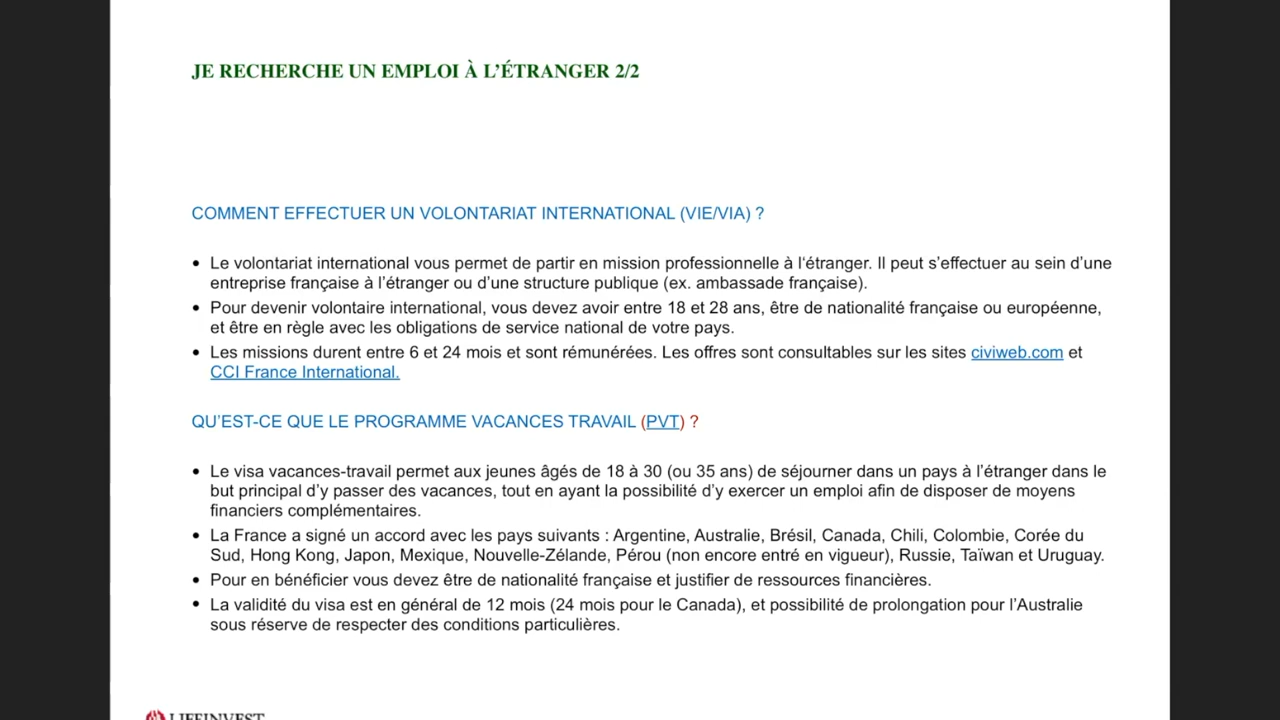 JE RECHERCHE UN EMPLOI À L’ÉTRANGER 2/2
COMMENT EFFECTUER UN VOLONTARIAT INTERNATIONAL (VIE/VIA) ?
• Le volontariat international vous permet de partir en mission professionnelle à l‘étranger. Il peut s’effectuer au sein d’une
entreprise française à l’étranger ou d’une structure publique (ex. ambassade française).
• Pour devenir volontaire international, vous devez avoir entre 18 et 28 ans, être de nationalité française ou européenne,
et être en règle avec les obligations de service national de votre pays.
• Les missions durent entre 6 et 24 mois et sont rémunérées. Les offres sont consultables sur les sites civiweb.com et
CCI France International.
QU’EST-CE QUE LE PROGRAMME VACANCES TRAVAIL (PVT) ?
• Le visa vacances-travail permet aux jeunes âgés de 18 à 30 (ou 35 ans) de séjourner dans un pays à l’étranger dans le
but principal d’y passer des vacances, tout en ayant la possibilité d’y exercer un emploi afin de disposer de moyens
financiers complémentaires.
• La France a signé un accord avec les pays suivants : Argentine, Australie, Brésil, Canada, Chili, Colombie, Corée du
Sud, Hong Kong, Japon, Mexique, Nouvelle-Zélande, Pérou (non encore entré en vigueur), Russie, Taïwan et Uruguay.
• Pour en bénéficier vous devez être de nationalité française et justifier de ressources financières.
• La validité du visa est en général de 12 mois (24 mois pour le Canada), et possibilité de prolongation pour l’Australie
sous réserve de respecter des conditions particulières.
LIFEINVEST